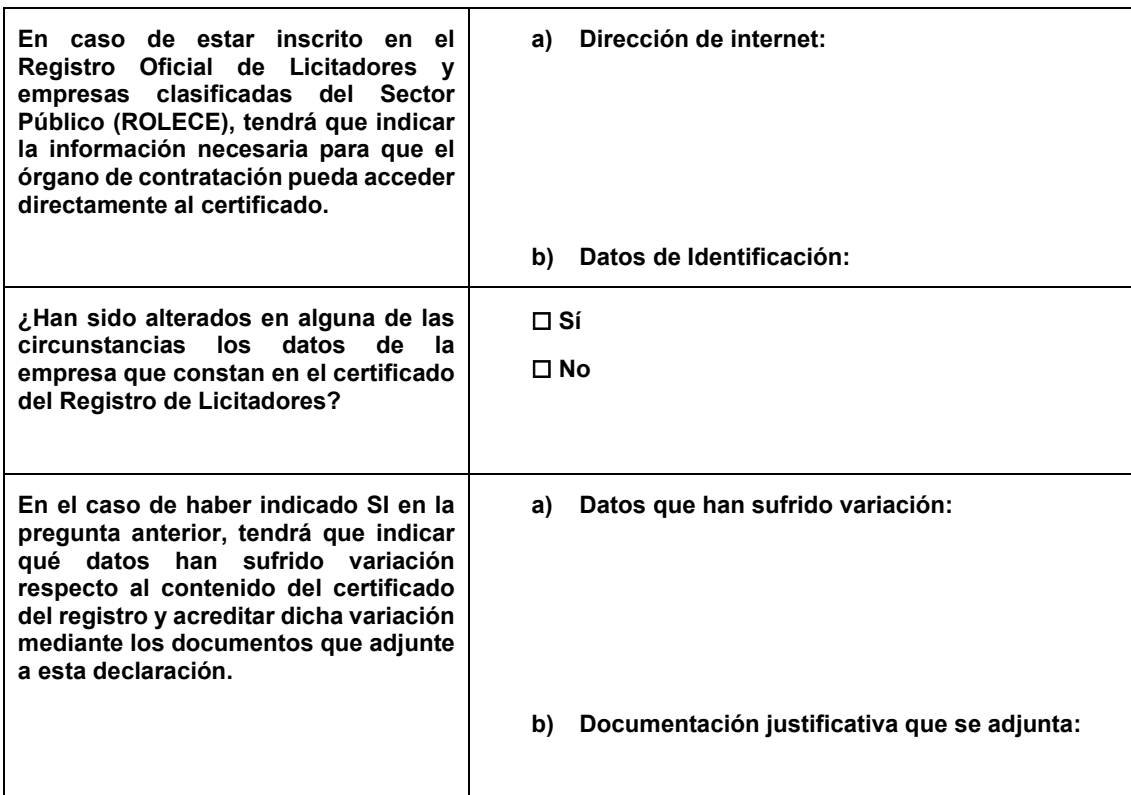 En caso de estar inscrito en el
Registro Oficial de Licitadores y
empresas clasificadas del Sector
Público (ROLECE), tendrá que indicar
la información necesaria para que el
órgano de contratación pueda acceder
directamente al certificado.
a) Dirección de internet:
b) Datos de Identificación:
¿Han sido alterados en alguna de las
circunstancias los datos de la
empresa que constan en el certificado
del Registro de Licitadores?
☐ Sí
☐ No
En el caso de haber indicado SI en la
pregunta anterior, tendrá que indicar
qué datos han sufrido variación
respecto al contenido del certificado
del registro y acreditar dicha variación
mediante los documentos que adjunte
a esta declaración.
a) Datos que han sufrido variación:
b) Documentación justificativa que se adjunta: